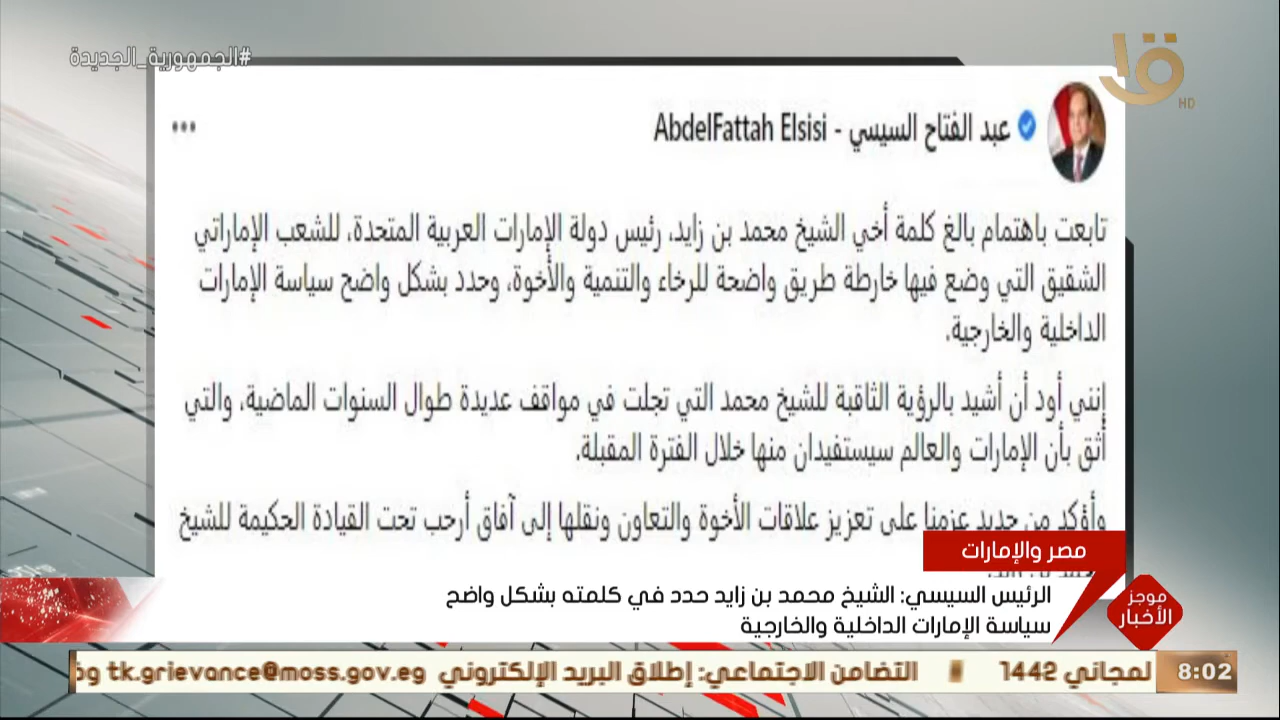 #الجمهورية_الجديدة
HD
عبد الفتاح السيسي - AbdelFattah Elsisi
تابعت باهتمام بالغ كلمة أخي الشيخ محمد بن زايد، رئيس دولة الإمارات العربية المتحدة، للشعب الإماراتي
الشقيق التي وضع فيها خارطة طريق واضحة للرخاء والتنمية والأخوة، وحدد بشكل واضح سياسة الإمارات
الداخلية والخارجية.
إنني أود أن أشيد بالرؤية الثاقبة للشيخ محمد التي تجلت في مواقف عديدة طوال السنوات الماضية، والتي
أثق بأن الإمارات والعالم سيستفيدان منها خلال الفترة المقبلة.
وأؤكد من جديد عزمنا على تعزيز علاقات الأخوة والتعاون ونقلها إلى آفاق أرحب تحت القيادة الحكيمة للشيخ
مصر والإمارات
الرئيس السيسي: الشيخ محمد بن زايد حدد في كلمته بشكل واضح
سياسة الإمارات الداخلية والخارجية
موجز
الأخبار
8:02
لمجاني 1442 التضامن الاجتماعي: إطلاق البريد الإلكتروني tk.grievance@moss.gov.eg